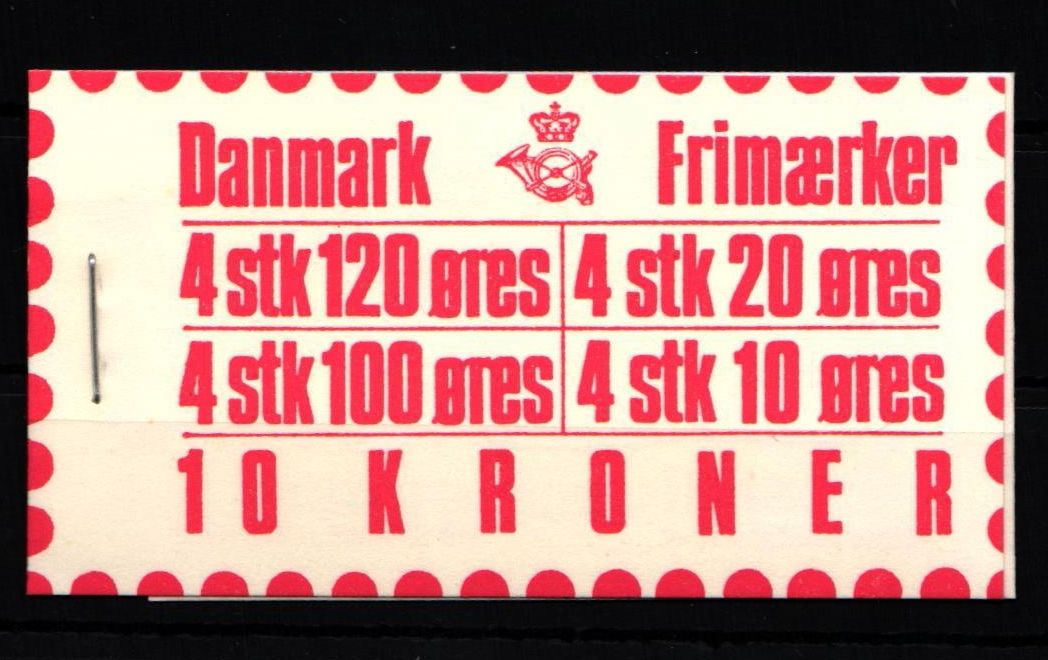 Danmark Frimærker
4 stk 120 øres 4 stk 20 øres
4 stk 100 øres 4 stk 10 øres
10 KRONER